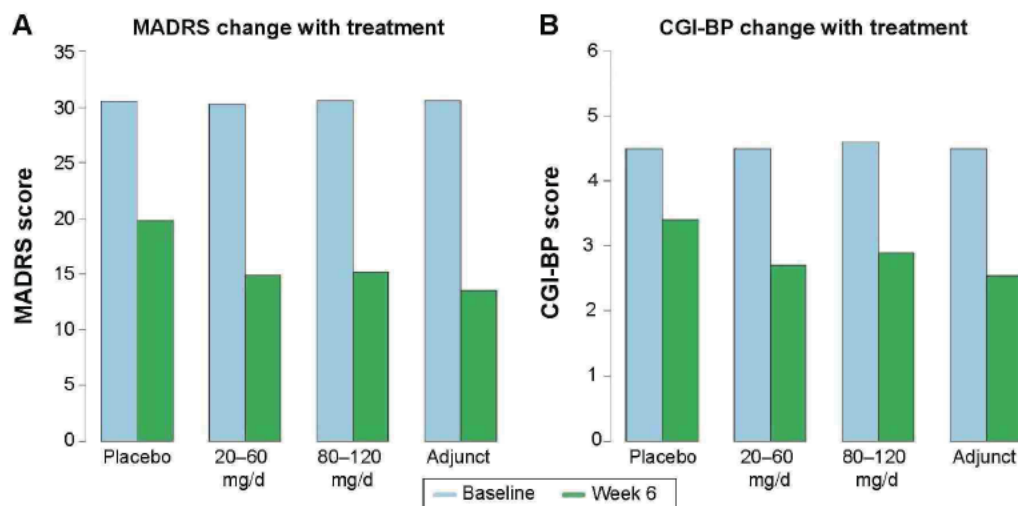 A MADRS change with treatment
35
30
25
20
15
10
5
0
MADRS score
Placebo
20–60
mg/d
80–120
mg/d
Adjunct
B CGI-BP change with treatment
6
5
4
3
2
1
0
CGI-BP score
Placebo
20–60
mg/d
80–120
mg/d
Adjunct
Baseline Week 6